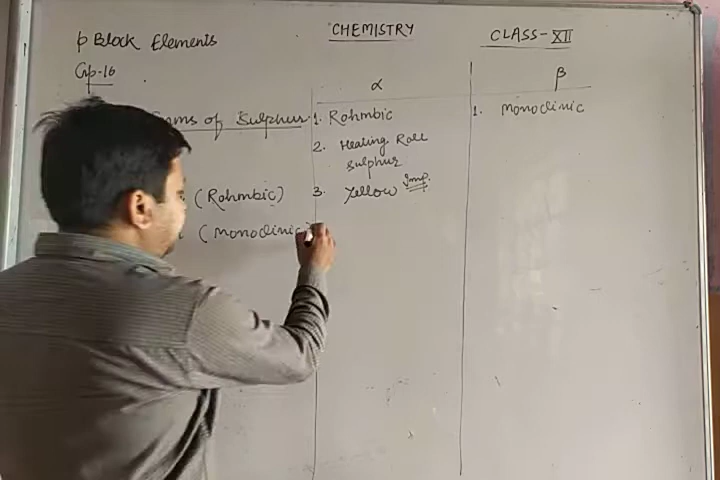 CHEMISTRY
CLASS-XII
p Block Elements
Gp-16
α
β
of Sulphur
1. Rohmbic
1. Monoclinic
2. Heating Roll
Sulphur
(Rohmbic)
3. Yellow Imp.
(Monoclinic)